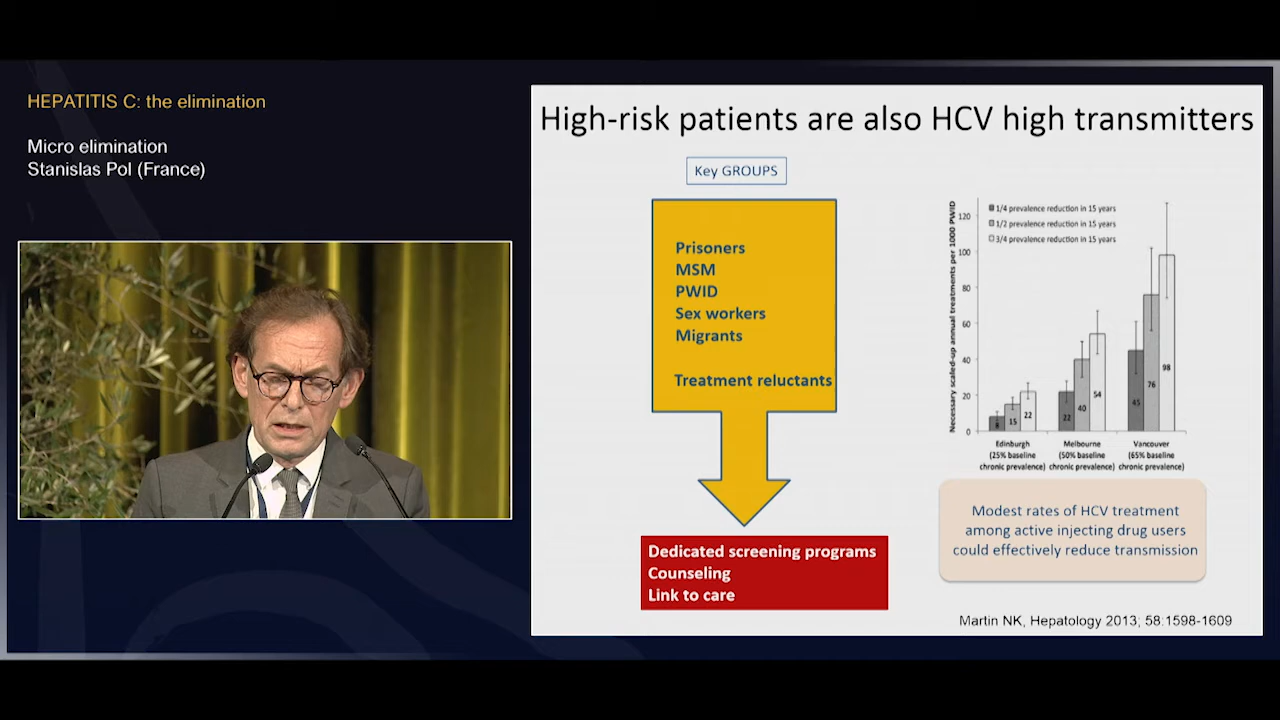 HEPATITIS C: the elimination
Micro elimination
Stanislas Pol (France)
High-risk patients are also HCV high transmitters
Key GROUPS
Prisoners
MSM
PWID
Sex workers
Migrants
Treatment reluctants
Dedicated screening programs
Counseling
Link to care
Necessary scaled-up annual treatments per 1000 PWID
1/4 prevalence reduction in 15 years
1/2 prevalence reduction in 15 years
3/4 prevalence reduction in 15 years
120
100
80
60
40
20
0
8
15
22
22
40
54
45
76
98
Edinburgh
(25% baseline
chronic prevalence)
Melbourne
(50% baseline
chronic prevalence)
Vancouver
(65% baseline
chronic prevalence)
Modest rates of HCV treatment
among active injecting drug users
could effectively reduce transmission
Martin NK, Hepatology 2013; 58:1598-1609